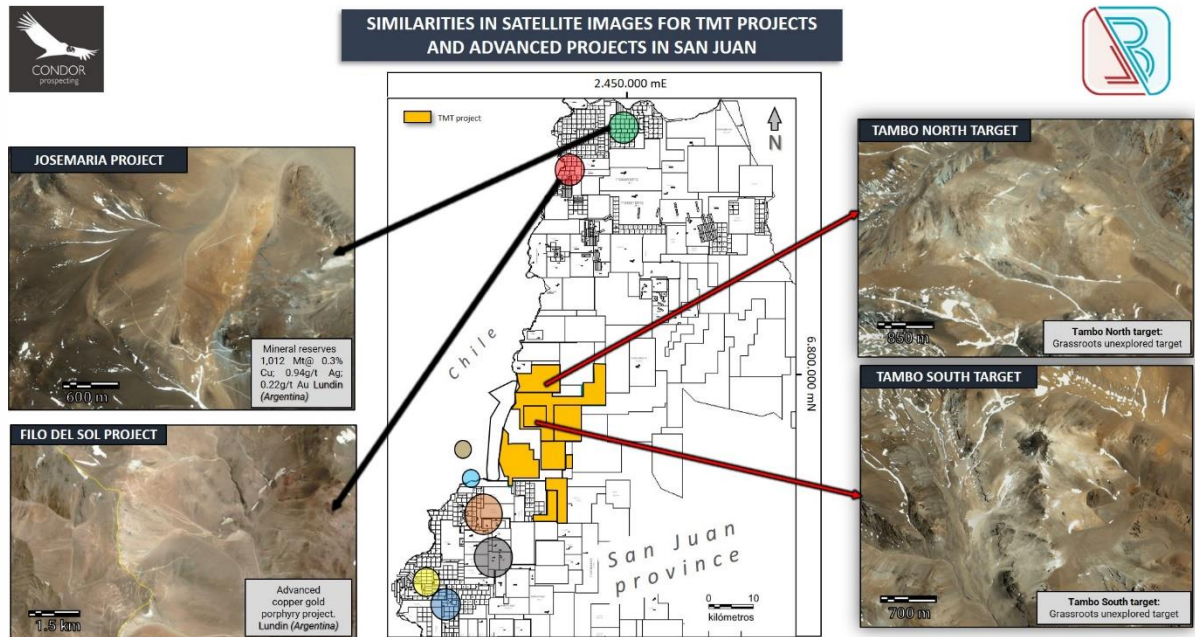 CONDOR
prospecting
SIMILARITIES IN SATELLITE IMAGES FOR TMT PROJECTS
AND ADVANCED PROJECTS IN SAN JUAN
JOSEMARIA PROJECT
Mineral reserves
1,012 Mt@ 0.3%
Cu; 0.94g/t Ag;
0.22g/t Au Lundin
(Argentina)
600 m
FILO DEL SOL PROJECT
Advanced
copper gold
porphyry project.
Lundin (Argentina)
1.5 km
2.450.000 mE
TMT project
N
Chile
6.800.000 mN
San Juan
province
0 10
kilómetros
TAMBO NORTH TARGET
850 m
Tambo North target:
Grassroots unexplored target
TAMBO SOUTH TARGET
700 m
Tambo South target:
Grassroots unexplored target